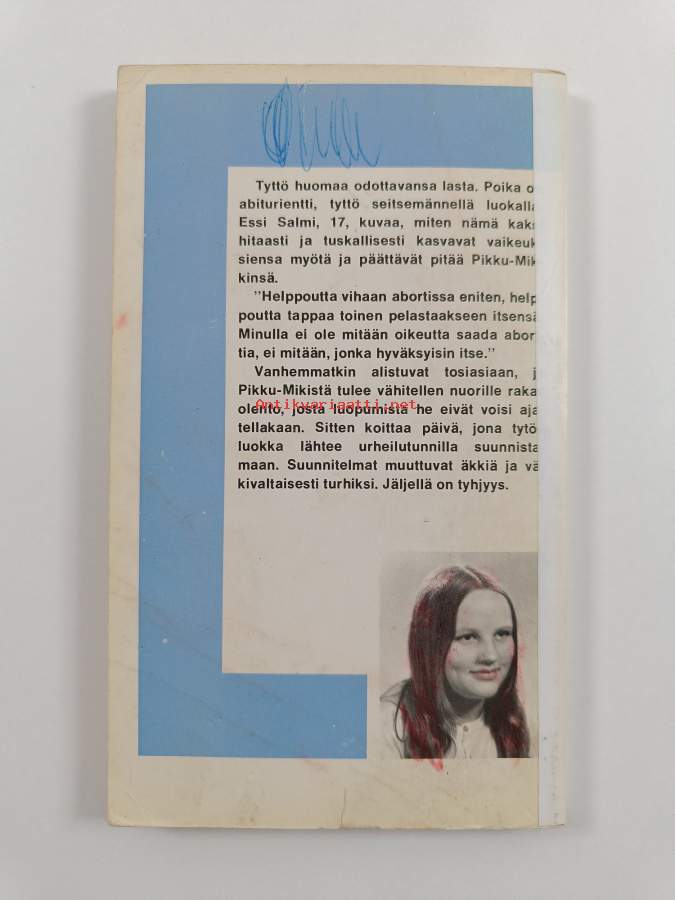 Tyttö huomaa odottavansa lasta. Poika o
abiturientti, tyttö seitsemännellä luokalla
Essi Salmi, 17, kuvaa, miten nämä kaks
hitaasti ja tuskallisesti kasvavat vaikeuk
siensa myötä ja päättävät pitää Pikku-Mik
kinsä.
"Helppoutta vihaan abortissa eniten, help
poutta tappaa toinen pelastaakseen itsensä
Minulla ei ole mitään oikeutta saada abor
tia, ei mitään, jonka hyväksyisin itse."
Vanhemmatkin alistuvat tosiasiaan, j
Pikku-Mikistä tulee vähitellen nuorille raka
Antikvariaatti.net
olento, josta luopumista he eivät voisi aja
tellakaan. Sitten koittaa päivä, jona tytö
luokka lähtee urheilutunnilla suunnista
maan. Suunnitelmat muuttuvat äkkiä ja vä
kivaltaisesti turhiksi. Jäljellä on tyhjyys.